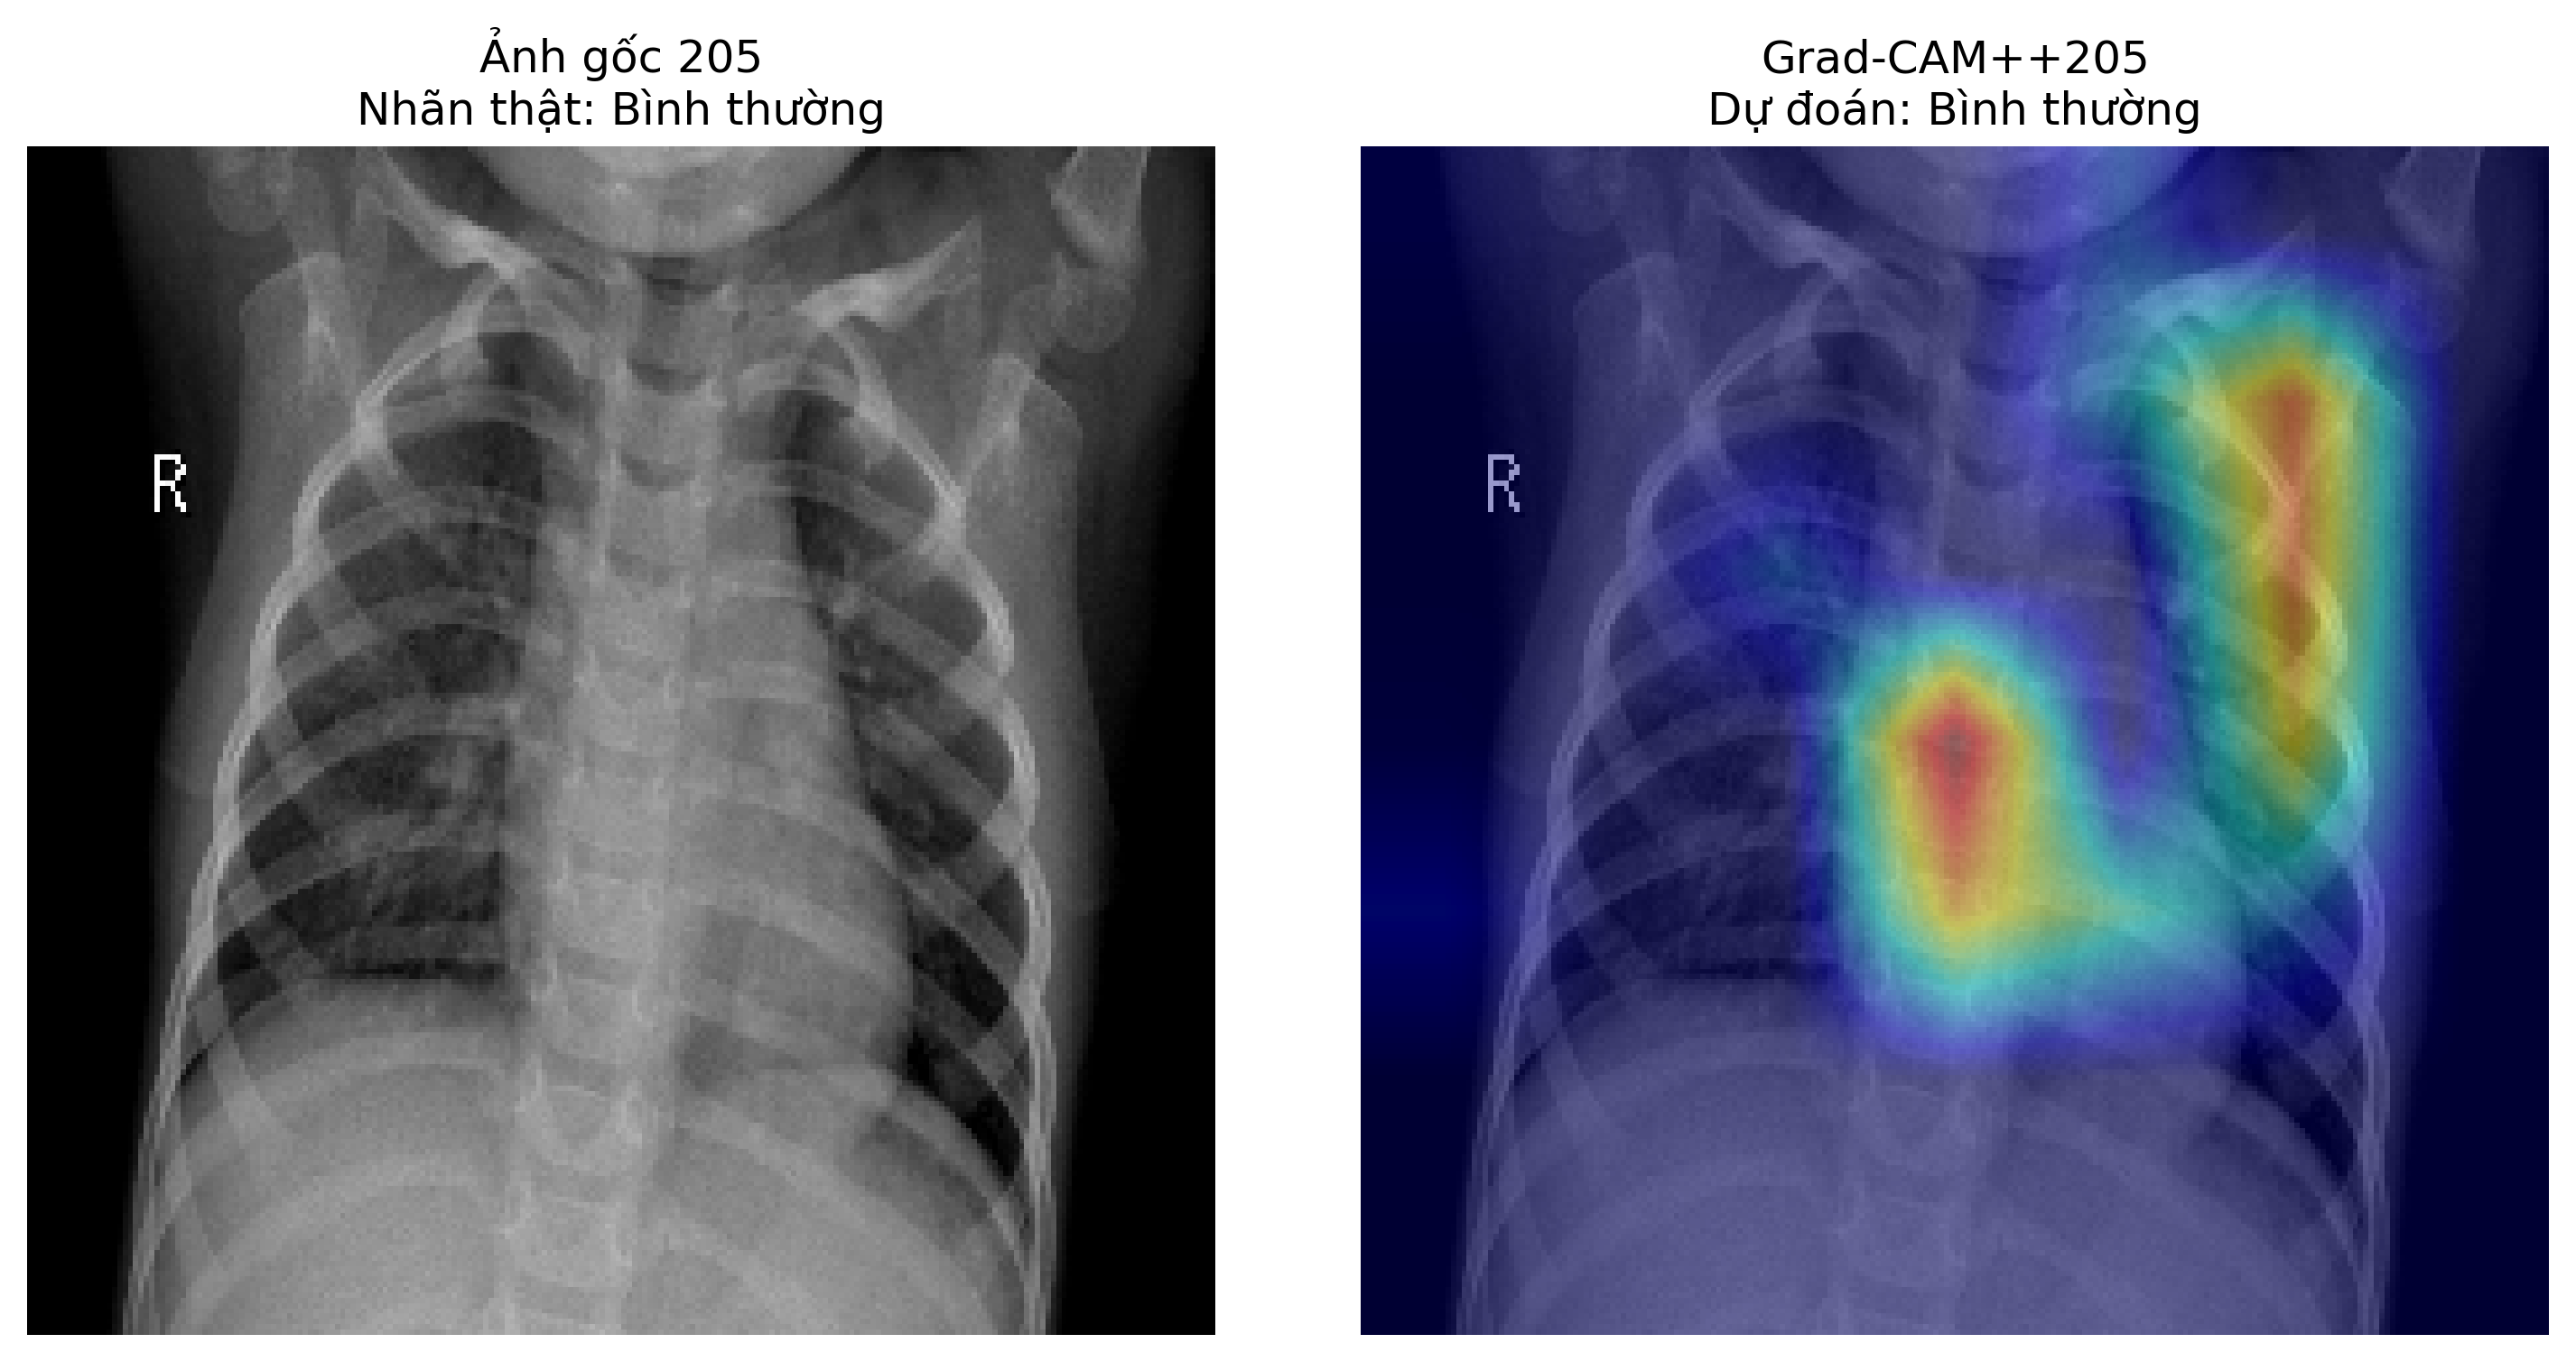 Ảnh gốc 205
Nhãn thật: Bình thường
Grad-CAM++205
Dự đoán: Bình thường
R
R